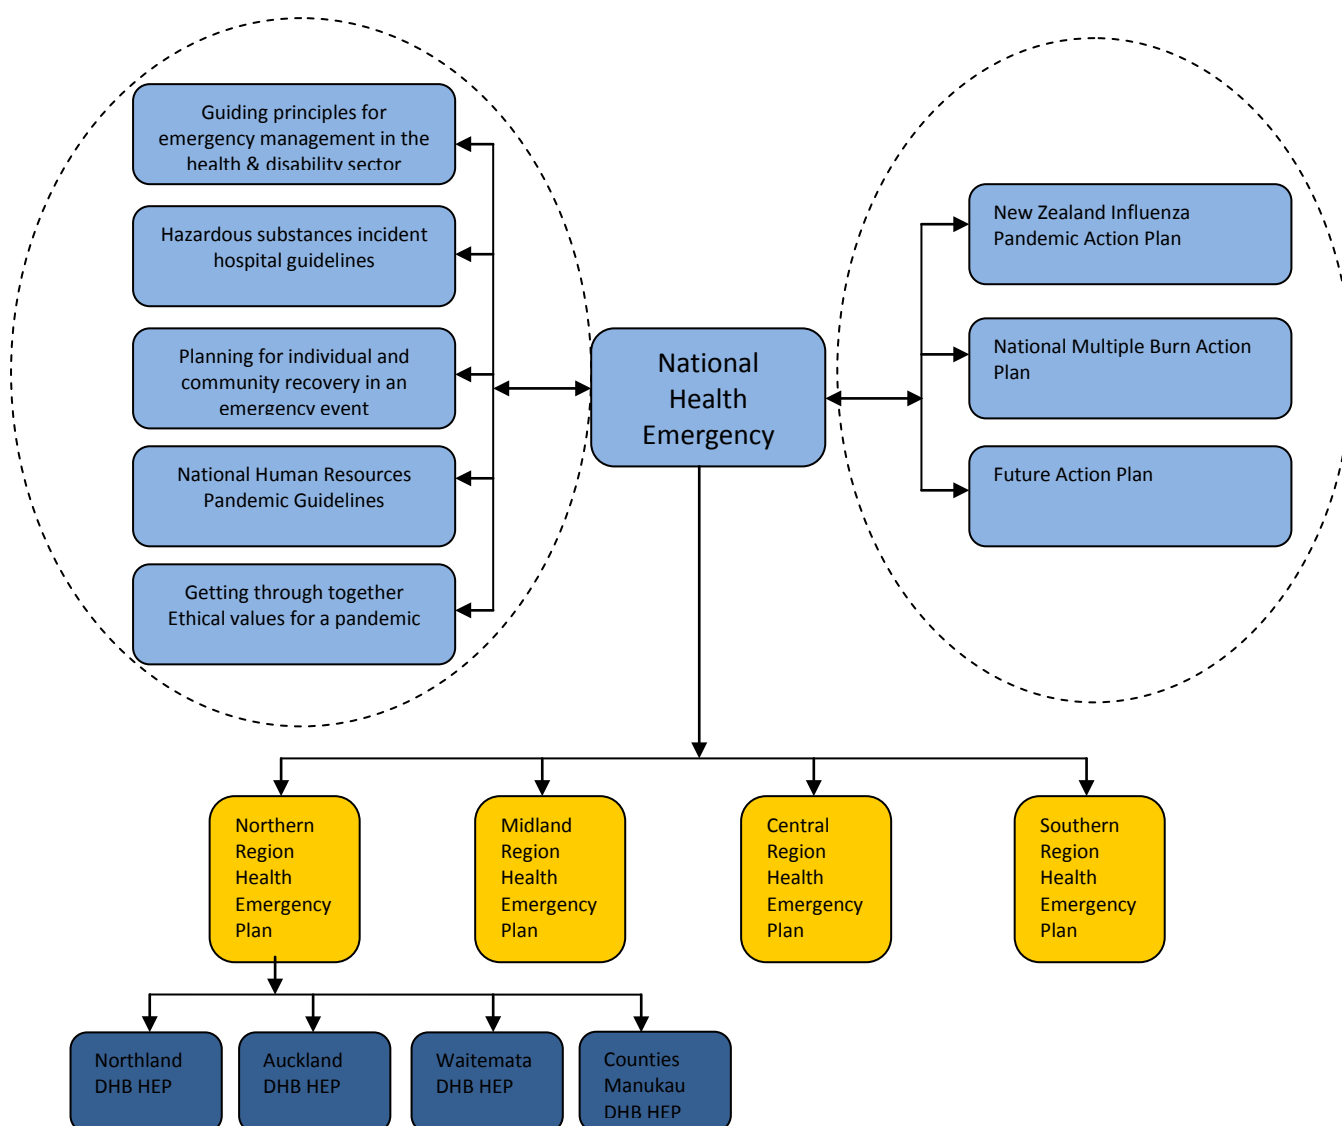 Guiding principles for
emergency management in the
health & disability sector
Hazardous substances incident
hospital guidelines
Planning for individual and
community recovery in an
emergency event
National Human Resources
Pandemic Guidelines
Getting through together
Ethical values for a pandemic
National
Health
Emergency
New Zealand Influenza
Pandemic Action Plan
National Multiple Burn Action
Plan
Future Action Plan
Northern
Region
Health
Emergency
Plan
Midland
Region
Health
Emergency
Plan
Central
Region
Health
Emergency
Plan
Southern
Region
Health
Emergency
Plan
Northland
DHB HEP
Auckland
DHB HEP
Waitemata
DHB HEP
Counties
Manukau
DHB HEP